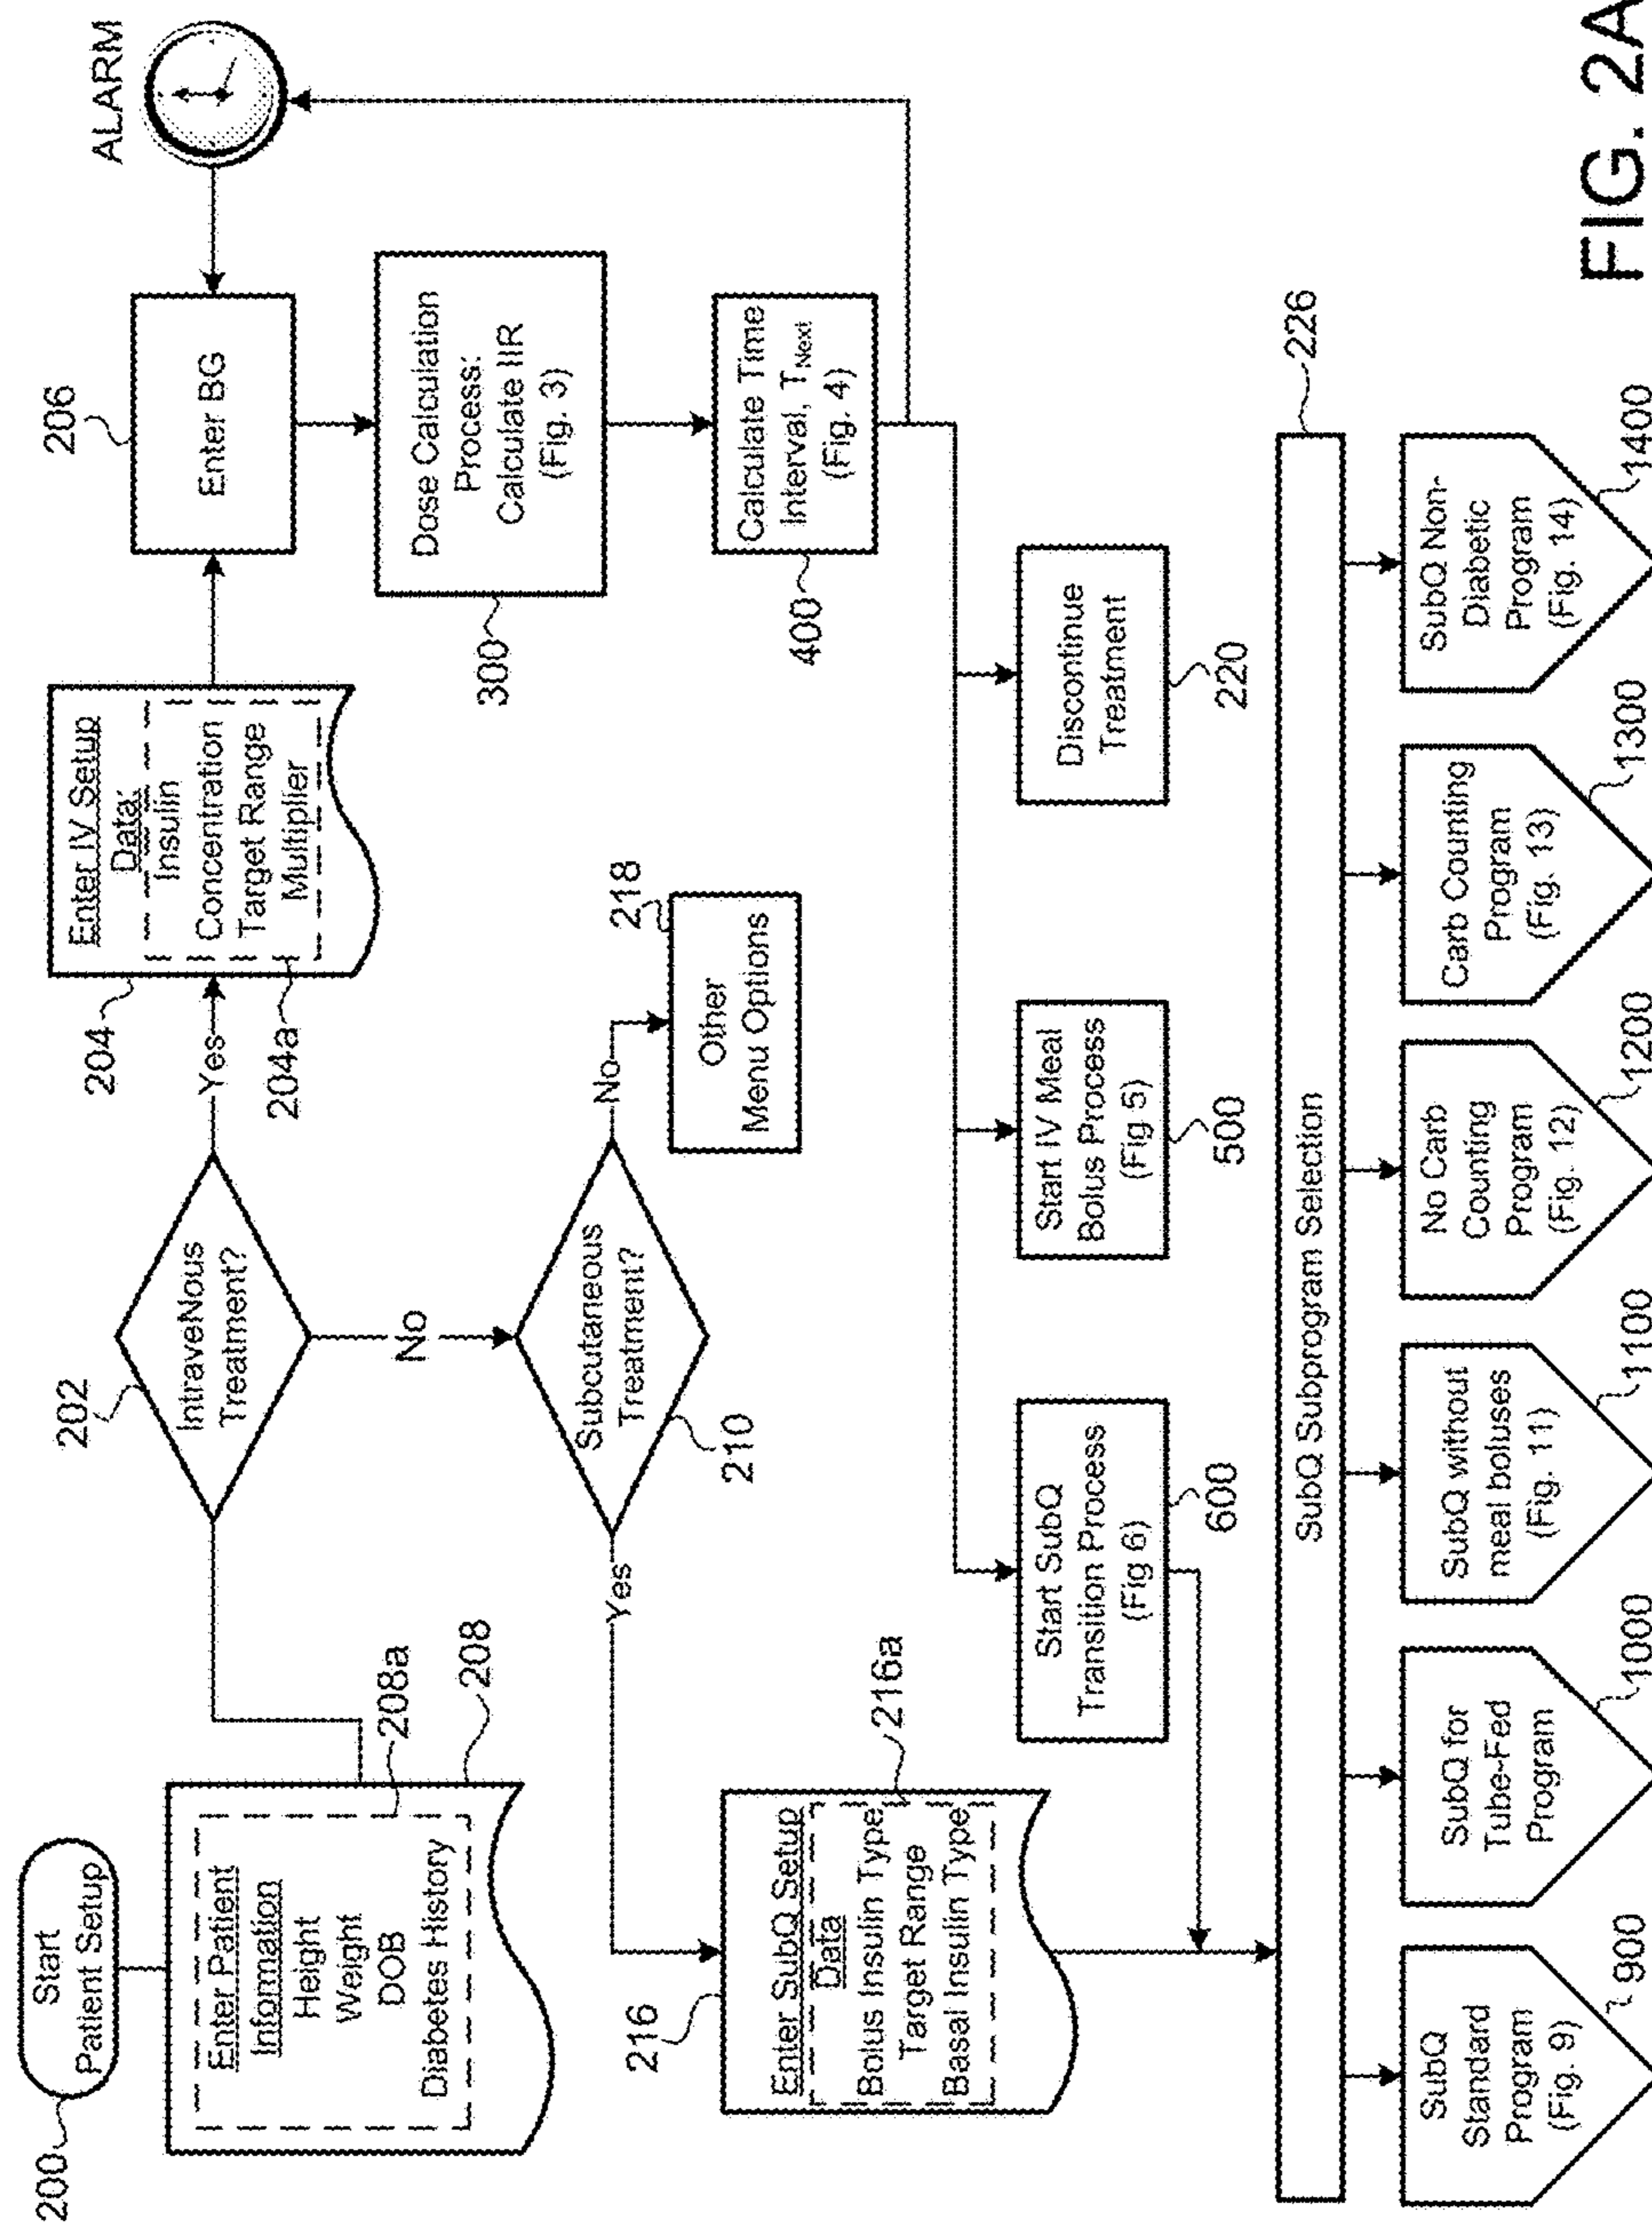 200
Start
Patient Setup
Enter Patient
Information
Height
Weight
DOB
Diabetes History
208a
208
202
IntraveNous
Treatment?
Yes
No
204
204a
Enter IV Setup
Data:
Insulin
Concentration
Target Range
Multiplier
206
Enter BG
ALARM
300
Dose Calculation
Process:
Calculate IIR
(Fig. 3)
400
Calculate Time
Interval, TNext
(Fig. 4)
210
Subcutaneous
Treatment?
Yes
No
218
Other
Menu Options
216
Enter SubQ Setup
Data
Bolus Insulin Type
Target Range
Basal Insulin Type
216a
Start SubQ
Transition Process
(Fig 6)
600
Start IV Meal
Bolus Process
(Fig 5)
500
Discontinue
Treatment
220
SubQ Subprogram Selection
226
SubQ
Standard
Program
(Fig. 9)
900
SubQ for
Tube-Fed
Program
1000
SubQ without
meal boluses
(Fig. 11)
1100
No Carb
Counting
Program
(Fig. 12)
1200
Carb Counting
Program
(Fig. 13)
1300
SubQ Non-
Diabetic
Program
(Fig. 14)
1400
FIG. 2A